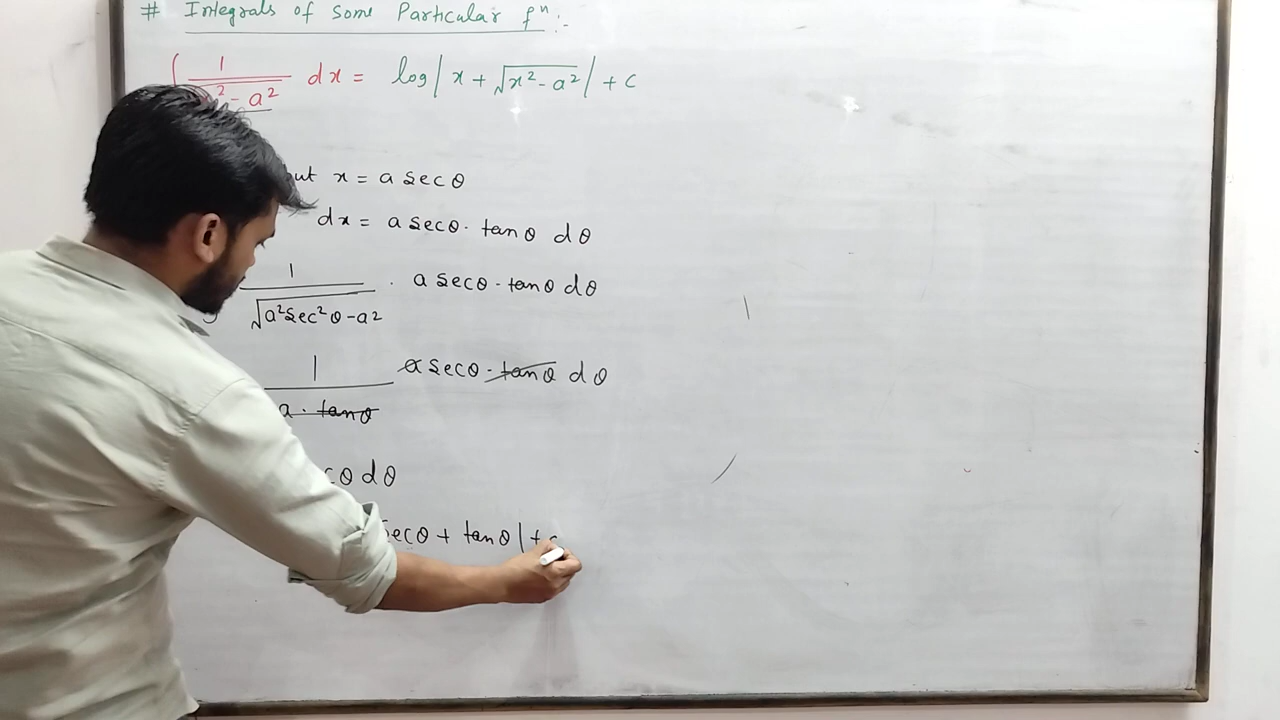 # Integrals of Some Particular fⁿ :-
∫ 1/√x² - a² dx = log| x + √x² - a² | + c
put x = a secθ
dx = a secθ · tanθ dθ
1/√a²sec²θ - a² · a secθ · tanθ dθ
1/a · tanθ a secθ · tanθ dθ
cθ dθ
secθ + tanθ | + c